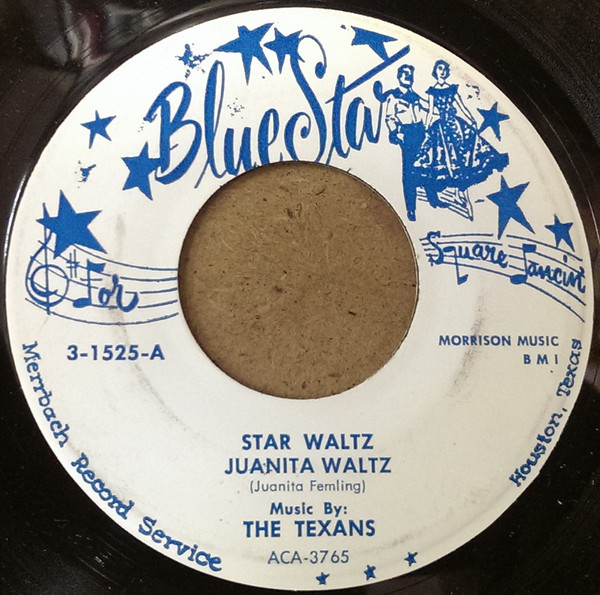 Blue Star
For
Square Dancin'
3-1525-A
MORRISON MUSIC
BMI
STAR WALTZ
JUANITA WALTZ
(Juanita Femling)
Music By:
THE TEXANS
ACA-3765
Merrbach Record Service
Houston, Texas